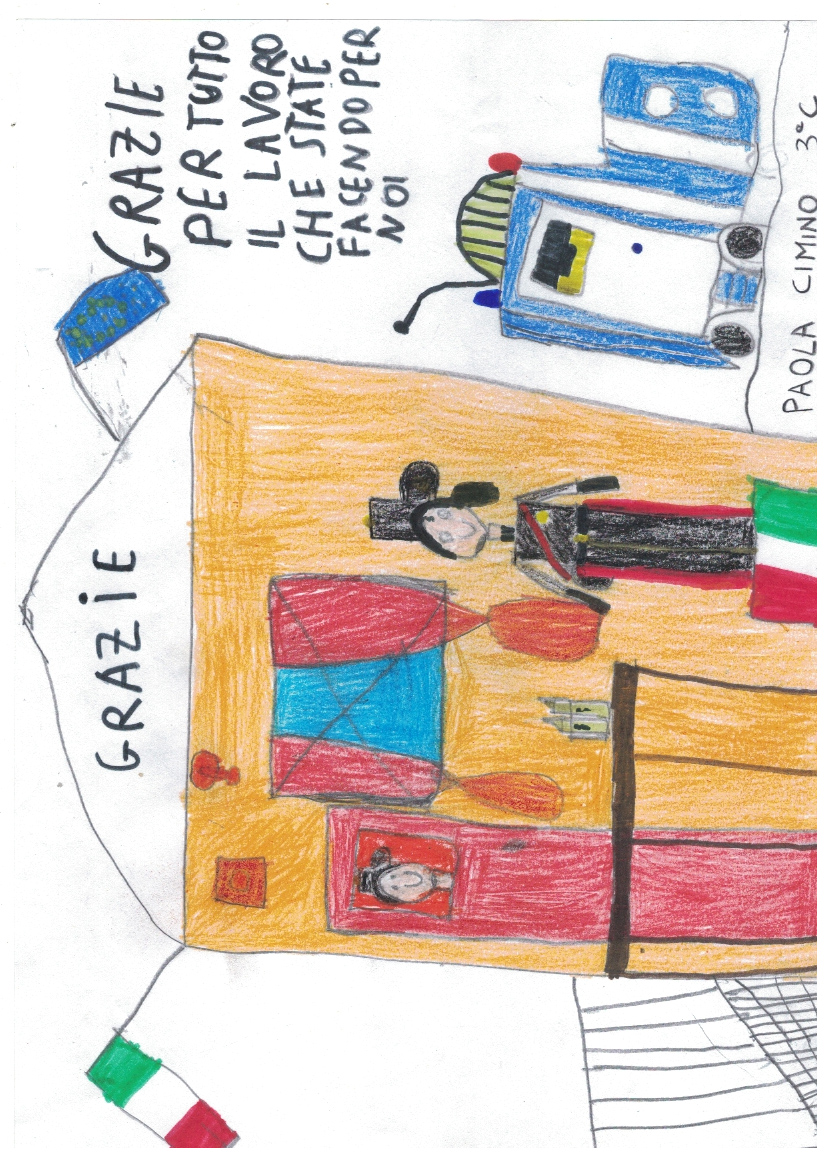 GRAZIE
GRAZIE
PER TUTTO
IL LAVORO
CHE STATE
FACENDO PER
NOI
PAOLA CIMINO 3°C